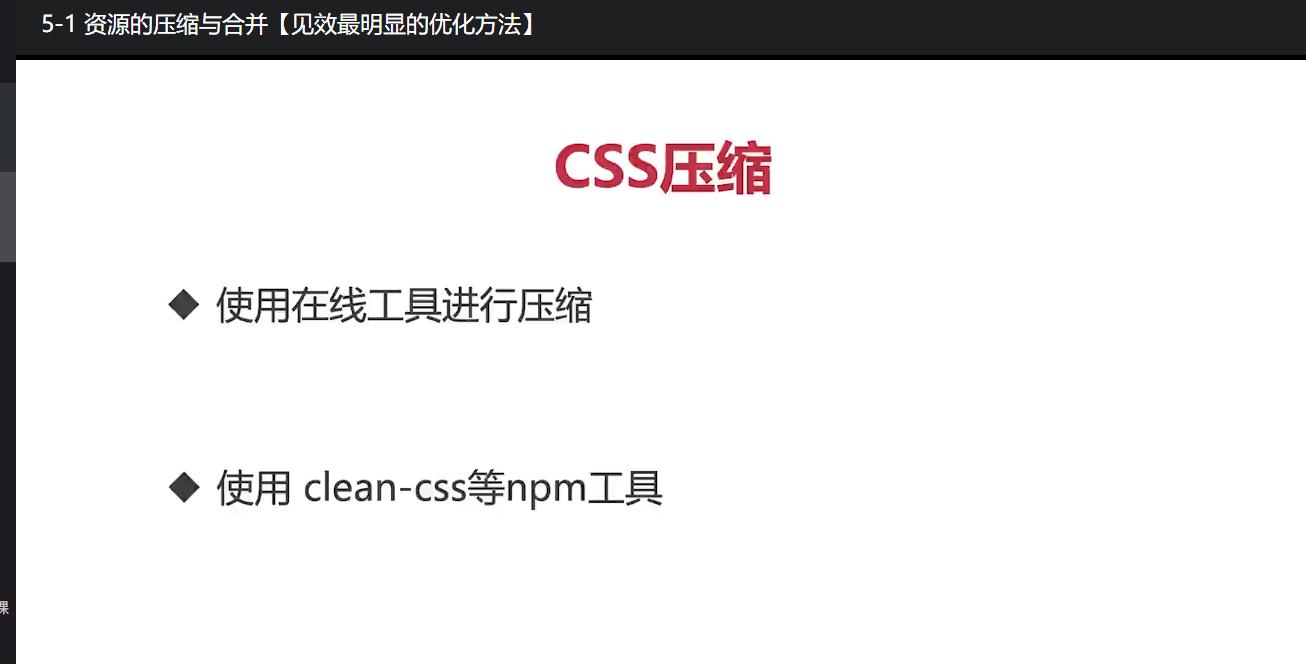 5-1 资源的压缩与合并【见效最明显的优化方法】
CSS压缩
◆ 使用在线工具进行压缩
◆ 使用 clean-css等npm工具
课